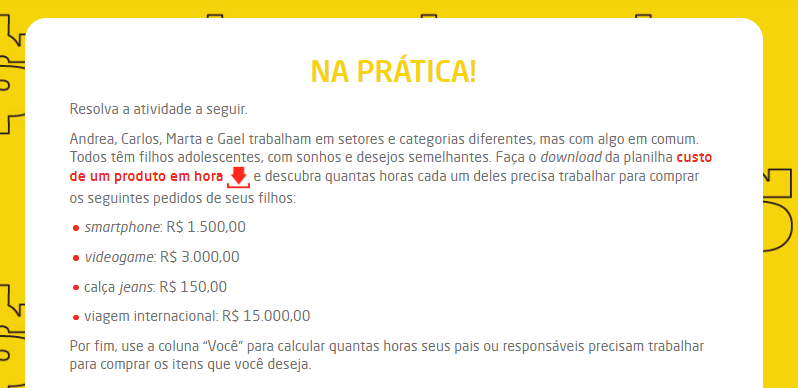 NA PRÁTICA!
Resolva a atividade a seguir.
Andrea, Carlos, Marta e Gael trabalham em setores e categorias diferentes, mas com algo em comum.
Todos têm filhos adolescentes, com sonhos e desejos semelhantes. Faça o download da planilha custo
de um produto em hora e descubra quantas horas cada um deles precisa trabalhar para comprar
os seguintes pedidos de seus filhos:
• smartphone: R$ 1.500,00
• videogame: R$ 3.000,00
• calça jeans: R$ 150,00
• viagem internacional: R$ 15.000,00
Por fim, use a coluna “Você” para calcular quantas horas seus pais ou responsáveis precisam trabalhar
para comprar os itens que você deseja.